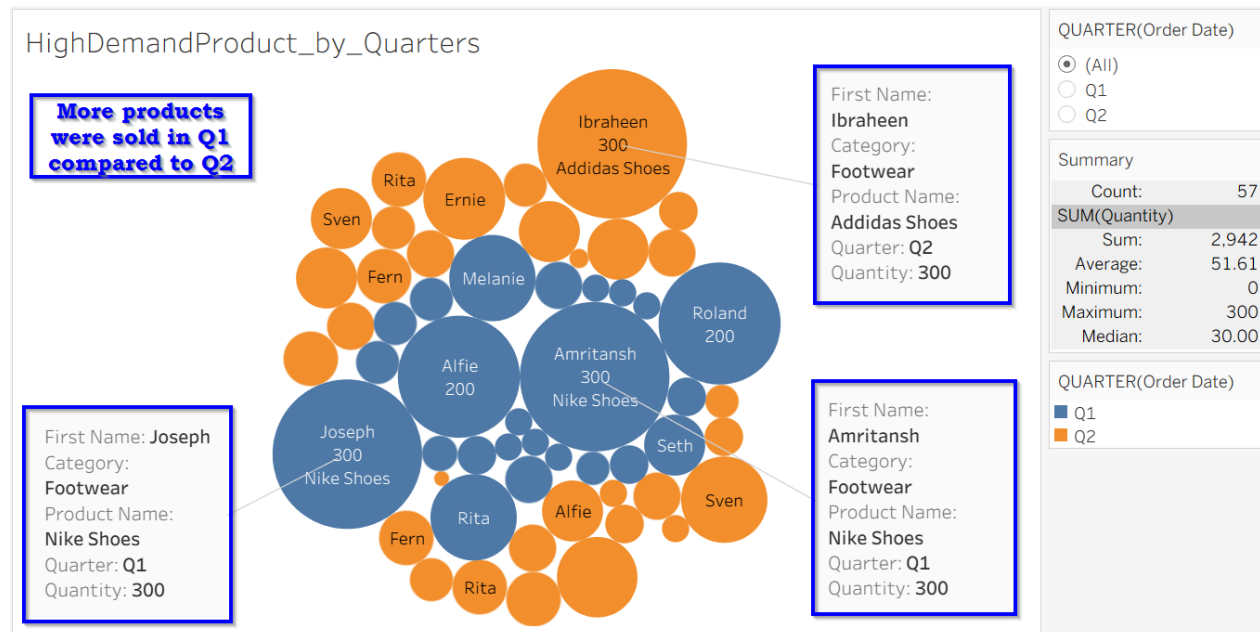 HighDemandProduct_by_Quarters
More products
were sold in Q1
compared to Q2
Ibraheen
300
Addidas Shoes
Rita
Ernie
Sven
Fern
Melanie
Roland
200
Alfie
200
Amritansh
300
Nike Shoes
Joseph
300
Nike Shoes
Seth
Rita
Alfie
Sven
Fern
Rita
First Name:
Ibraheen
Category:
Footwear
Product Name:
Addidas Shoes
Quarter: Q2
Quantity: 300
First Name: Joseph
Category:
Footwear
Product Name:
Nike Shoes
Quarter: Q1
Quantity: 300
First Name:
Amritansh
Category:
Footwear
Product Name:
Nike Shoes
Quarter: Q1
Quantity: 300
QUARTER(Order Date)
(All)
Q1
Q2
Summary
Count: 57
SUM(Quantity)
Sum: 2,942
Average: 51.61
Minimum: 0
Maximum: 300
Median: 30.00
QUARTER(Order Date)
Q1
Q2